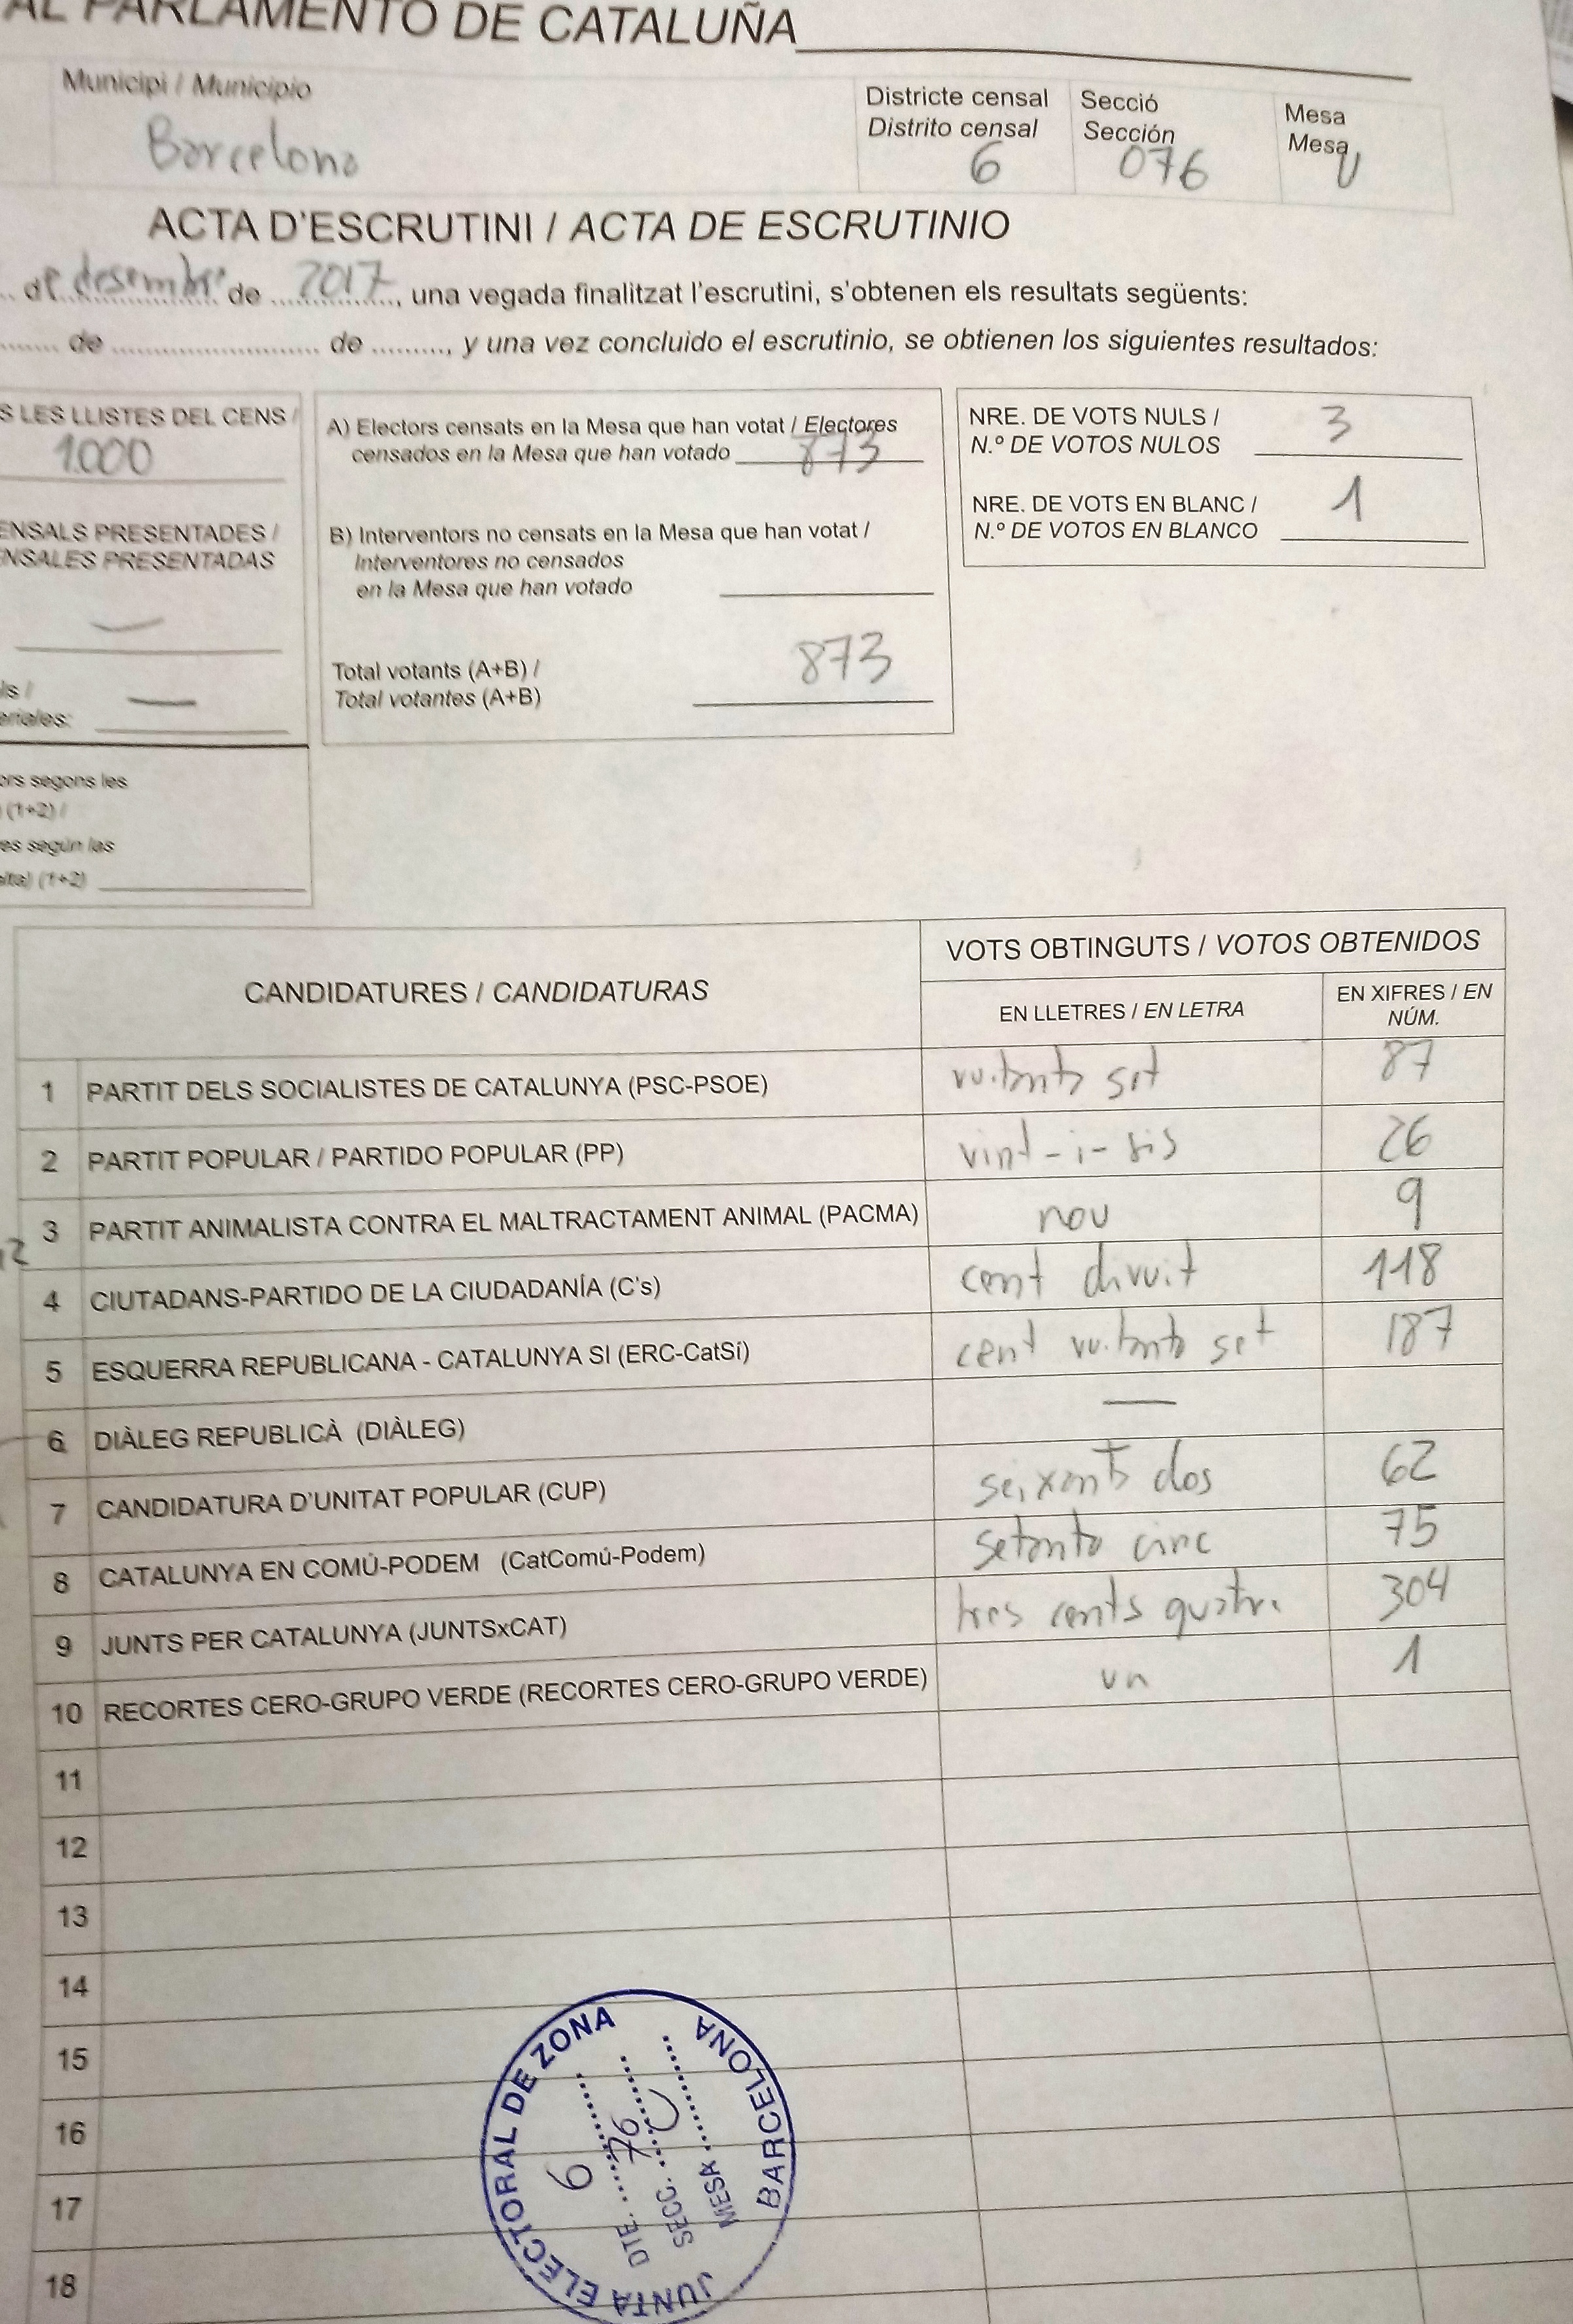 AL PARLAMENTO DE CATALUÑA
Municipi / Municipio
Barcelona
Districte censal
Distrito censal
6
Secció
Sección
076
Mesa
Mesa
U
ACTA D'ESCRUTINI / ACTA DE ESCRUTINIO
de desembre de 2017, una vegada finalitzat l'escrutini, s'obtenen els resultats següents:
de de , y una vez concluido el escrutinio, se obtienen los siguientes resultados:
S LES LLISTES DEL CENS /
1.000
ENSALS PRESENTADES /
ENSALES PRESENTADAS
—
ls /
eriales: —
ors segons les
(1+2) /
es según las
alta) (1+2)
A) Electors censats en la Mesa que han votat / Electores
censados en la Mesa que han votado 873
B) Interventors no censats en la Mesa que han votat /
Interventores no censados
en la Mesa que han votado
Total votants (A+B) /
Total votantes (A+B)
873
NRE. DE VOTS NULS /
N.º DE VOTOS NULOS
3
NRE. DE VOTS EN BLANC /
N.º DE VOTOS EN BLANCO
1
CANDIDATURES / CANDIDATURAS
VOTS OBTINGUTS / VOTOS OBTENIDOS
EN LLETRES / EN LETRA
EN XIFRES / EN
NÚM.
1 PARTIT DELS SOCIALISTES DE CATALUNYA (PSC-PSOE) vuitanta set 87
2 PARTIT POPULAR / PARTIDO POPULAR (PP) vint-i-sis 26
3 PARTIT ANIMALISTA CONTRA EL MALTRACTAMENT ANIMAL (PACMA) nou 9
4 CIUTADANS-PARTIDO DE LA CIUDADANÍA (C's) cent divuit 118
5 ESQUERRA REPUBLICANA - CATALUNYA SI (ERC-CatSí) cent vuitanta set 187
6 DIÀLEG REPUBLICÀ (DIÀLEG) —
7 CANDIDATURA D'UNITAT POPULAR (CUP) seixanta dos 62
8 CATALUNYA EN COMÚ-PODEM (CatComú-Podem) setanta cinc 75
9 JUNTS PER CATALUNYA (JUNTSxCAT) tres cents quatre 304
10 RECORTES CERO-GRUPO VERDE (RECORTES CERO-GRUPO VERDE) un 1
11
12
13
14
15
16
17
18
JUNTA ELECTORAL DE ZONA
BARCELONA
DTE. 6
SECC. 76
MESA U